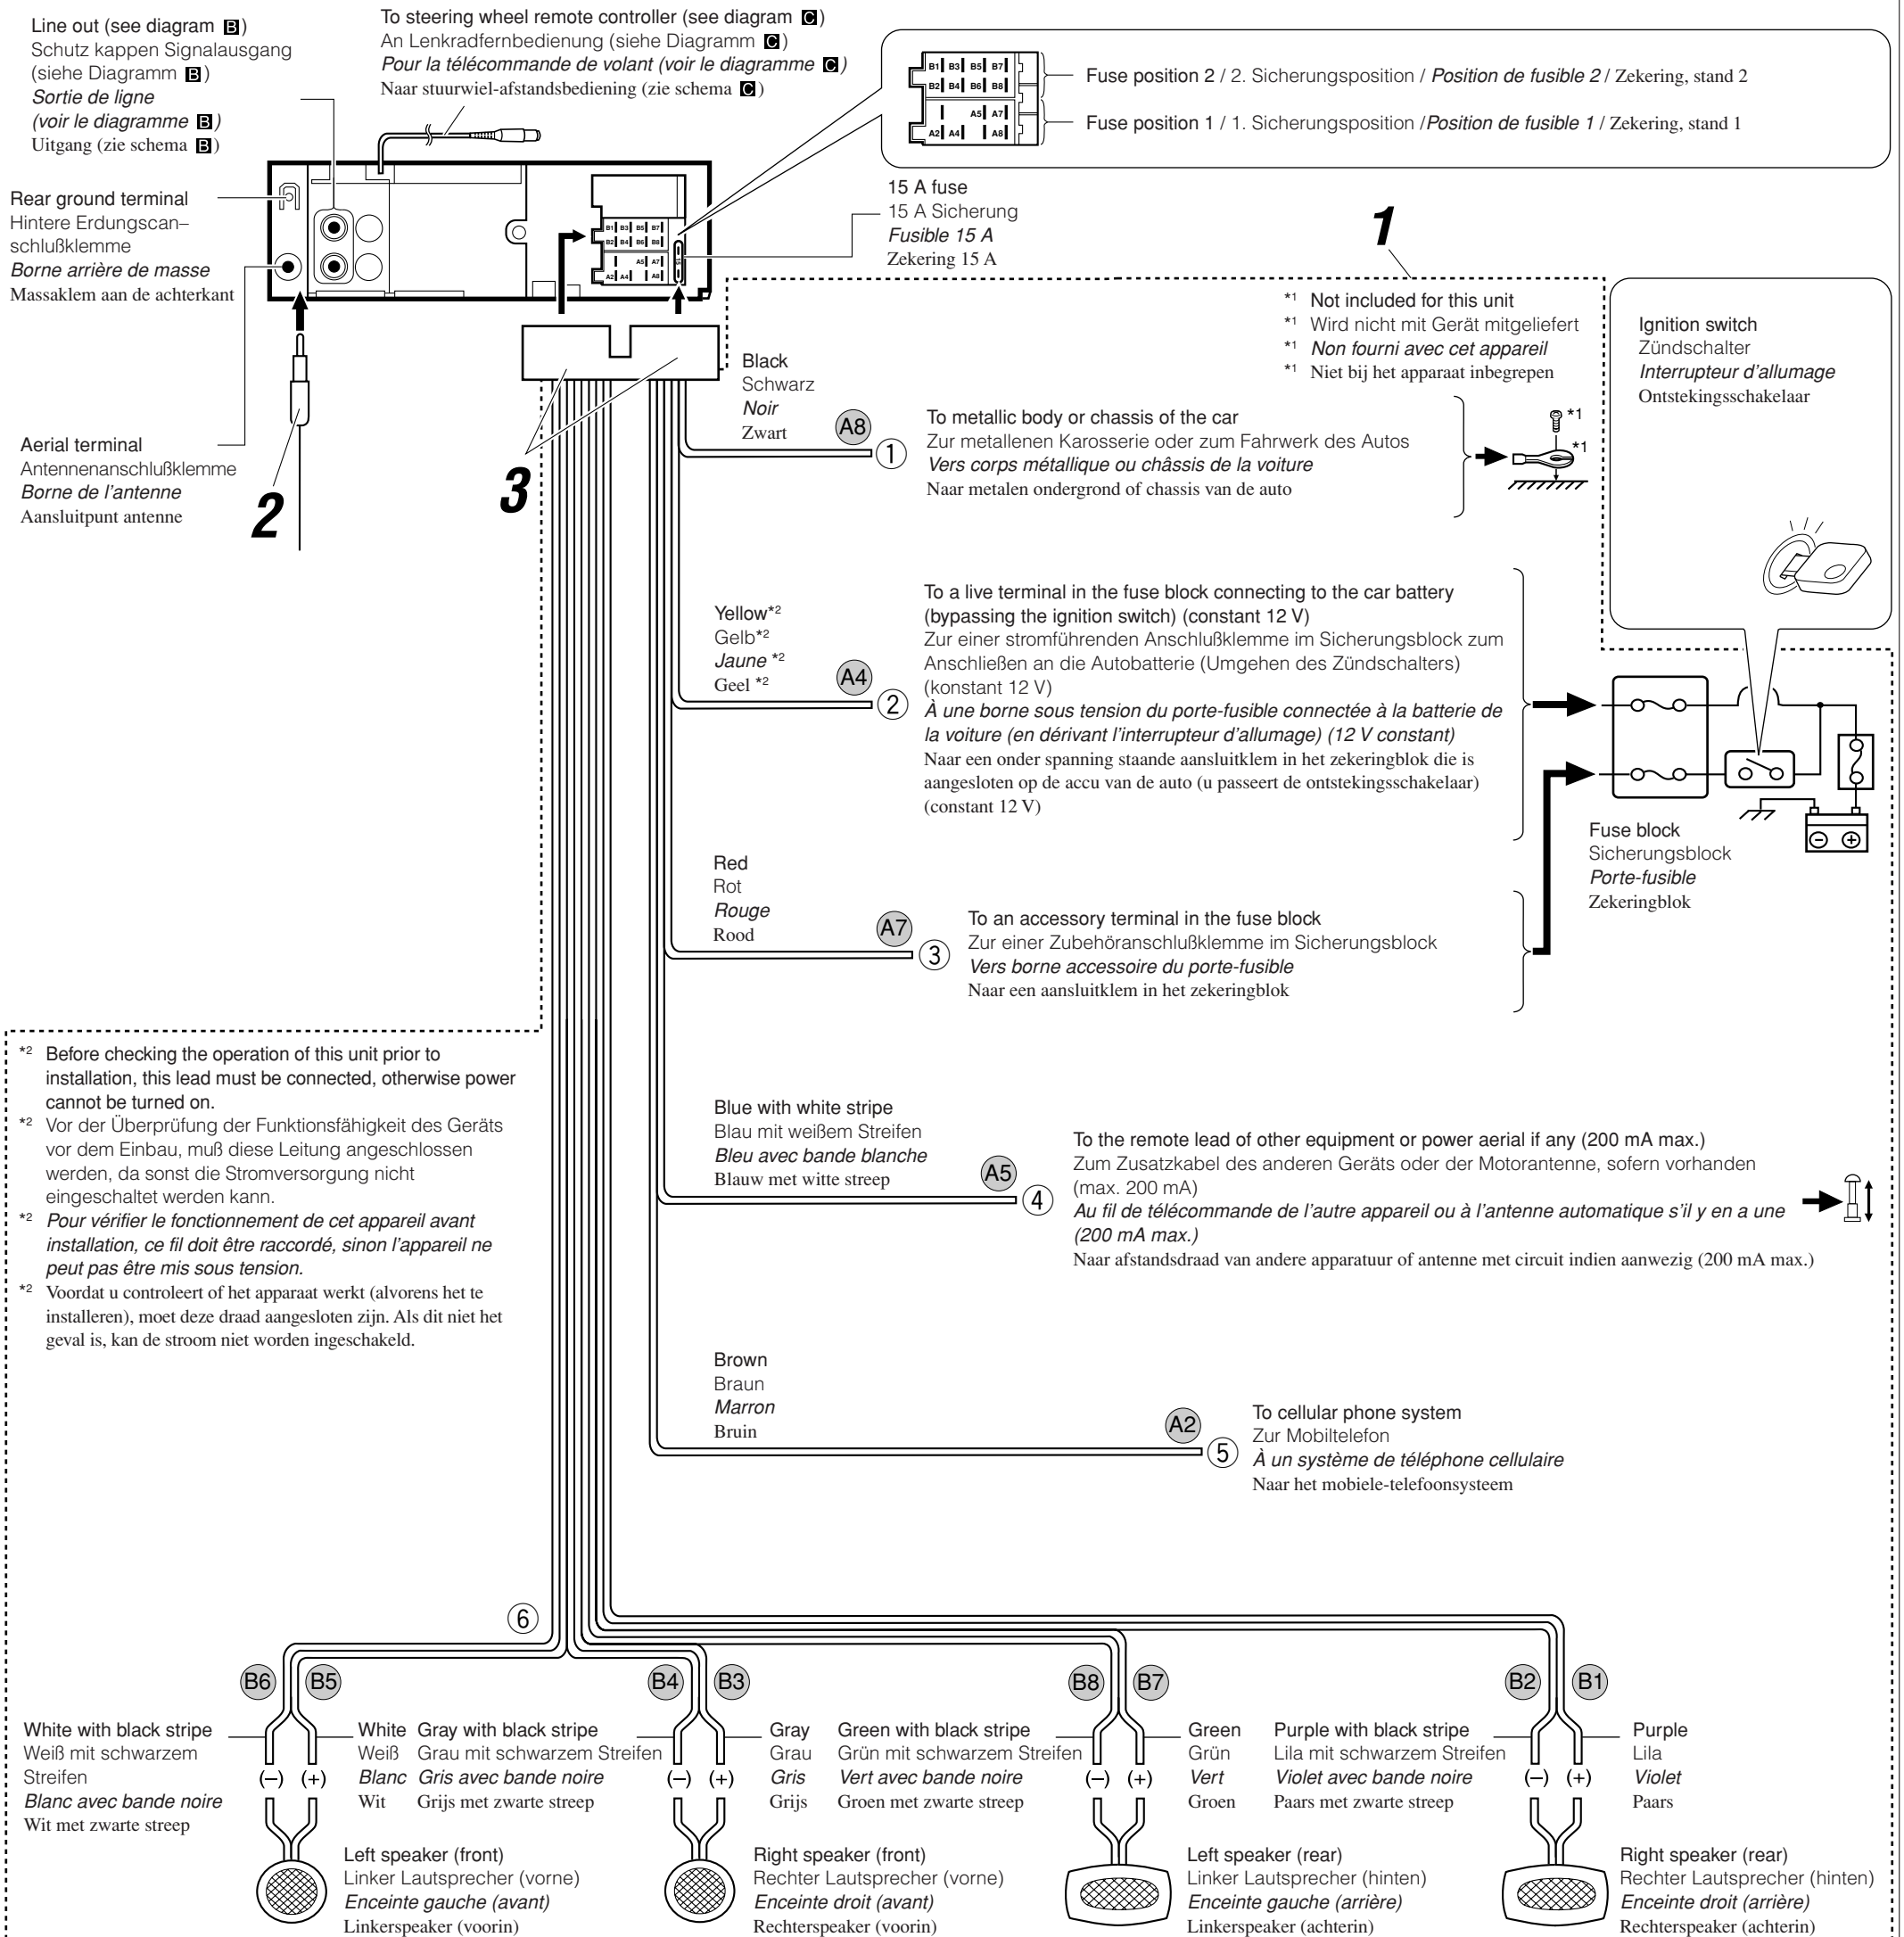 Line out (see diagram B)
Schutz kappen Signalausgang
(siehe Diagramm B)
Sortie de ligne
(voir le diagramme B)
Uitgang (zie schema B)
To steering wheel remote controller (see diagram C)
An Lenkradfernbedienung (siehe Diagramm C)
Pour la télécommande de volant (voir le diagramme C)
Naar stuurwiel-afstandsbediening (zie schema C)
B1 B3 B5 B7
B2 B4 B6 B8
A5 A7
A2 A4 A8
Fuse position 2 / 2. Sicherungsposition / Position de fusible 2 / Zekering, stand 2
Fuse position 1 / 1. Sicherungsposition /Position de fusible 1 / Zekering, stand 1
Rear ground terminal
Hintere Erdungscan–
schlußklemme
Borne arrière de masse
Massaklem aan de achterkant
B1 B3 B5 B7
B2 B4 B6 B8
A5 A7
A2 A4 A8
15
15 A fuse
15 A Sicherung
Fusible 15 A
Zekering 15 A
1
*1 Not included for this unit
*1 Wird nicht mit Gerät mitgeliefert
*1 Non fourni avec cet appareil
*1 Niet bij het apparaat inbegrepen
Ignition switch
Zündschalter
Interrupteur d'allumage
Ontstekingsschakelaar
Aerial terminal
Antennenanschlußklemme
Borne de l'antenne
Aansluitpunt antenne
2
3
Black
Schwarz
Noir
Zwart
A8
1
To metallic body or chassis of the car
Zur metallenen Karosserie oder zum Fahrwerk des Autos
Vers corps métallique ou châssis de la voiture
Naar metalen ondergrond of chassis van de auto
*1
*1
Yellow*2
Gelb*2
Jaune *2
Geel *2
A4
2
To a live terminal in the fuse block connecting to the car battery
(bypassing the ignition switch) (constant 12 V)
Zur einer stromführenden Anschlußklemme im Sicherungsblock zum
Anschließen an die Autobatterie (Umgehen des Zündschalters)
(konstant 12 V)
À une borne sous tension du porte-fusible connectée à la batterie de
la voiture (en dérivant l'interrupteur d'allumage) (12 V constant)
Naar een onder spanning staande aansluitklem in het zekeringblok die is
aangesloten op de accu van de auto (u passeert de ontstekingsschakelaar)
(constant 12 V)
Fuse block
Sicherungsblock
Porte-fusible
Zekeringblok
Red
Rot
Rouge
Rood
A7
3
To an accessory terminal in the fuse block
Zur einer Zubehöranschlußklemme im Sicherungsblock
Vers borne accessoire du porte-fusible
Naar een aansluitklem in het zekeringblok
*2 Before checking the operation of this unit prior to
installation, this lead must be connected, otherwise power
cannot be turned on.
*2 Vor der Überprüfung der Funktionsfähigkeit des Geräts
vor dem Einbau, muß diese Leitung angeschlossen
werden, da sonst die Stromversorgung nicht
eingeschaltet werden kann.
*2 Pour vérifier le fonctionnement de cet appareil avant
installation, ce fil doit être raccordé, sinon l'appareil ne
peut pas être mis sous tension.
*2 Voordat u controleert of het apparaat werkt (alvorens het te
installeren), moet deze draad aangesloten zijn. Als dit niet het
geval is, kan de stroom niet worden ingeschakeld.
Blue with white stripe
Blau mit weißem Streifen
Bleu avec bande blanche
Blauw met witte streep
A5
4
To the remote lead of other equipment or power aerial if any (200 mA max.)
Zum Zusatzkabel des anderen Geräts oder der Motorantenne, sofern vorhanden
(max. 200 mA)
Au fil de télécommande de l'autre appareil ou à l'antenne automatique s'il y en a une
(200 mA max.)
Naar afstandsdraad van andere apparatuur of antenne met circuit indien aanwezig (200 mA max.)
Brown
Braun
Marron
Bruin
A2
5
To cellular phone system
Zur Mobiltelefon
À un système de téléphone cellulaire
Naar het mobiele-telefoonsysteem
6
B6 B5 B4 B3 B8 B7 B2 B1
White with black stripe
Weiß mit schwarzem
Streifen
Blanc avec bande noire
Wit met zwarte streep
(–) (+)
White
Weiß
Blanc
Wit
Gray with black stripe
Grau mit schwarzem Streifen
Gris avec bande noire
Grijs met zwarte streep
(–) (+)
Gray
Grau
Gris
Grijs
Green with black stripe
Grün mit schwarzem Streifen
Vert avec bande noire
Groen met zwarte streep
(–) (+)
Green
Grün
Vert
Groen
Purple with black stripe
Lila mit schwarzem Streifen
Violet avec bande noire
Paars met zwarte streep
(–) (+)
Purple
Lila
Violet
Paars
Left speaker (front)
Linker Lautsprecher (vorne)
Enceinte gauche (avant)
Linkerspeaker (voorin)
Right speaker (front)
Rechter Lautsprecher (vorne)
Enceinte droit (avant)
Rechterspeaker (voorin)
Left speaker (rear)
Linker Lautsprecher (hinten)
Enceinte gauche (arrière)
Linkerspeaker (achterin)
Right speaker (rear)
Rechter Lautsprecher (hinten)
Enceinte droit (arrière)
Rechterspeaker (achterin)